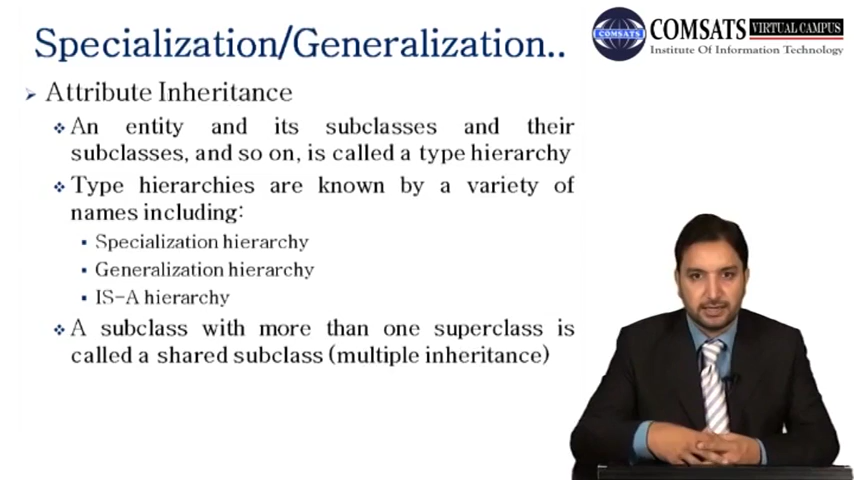 Specialization/Generalization..
COMSATS VIRTUAL CAMPUS
Institute Of Information Technology
COMSATS
Attribute Inheritance
An entity and its subclasses and their
subclasses, and so on, is called a type hierarchy
Type hierarchies are known by a variety of
names including:
Specialization hierarchy
Generalization hierarchy
IS-A hierarchy
A subclass with more than one superclass is
called a shared subclass (multiple inheritance)